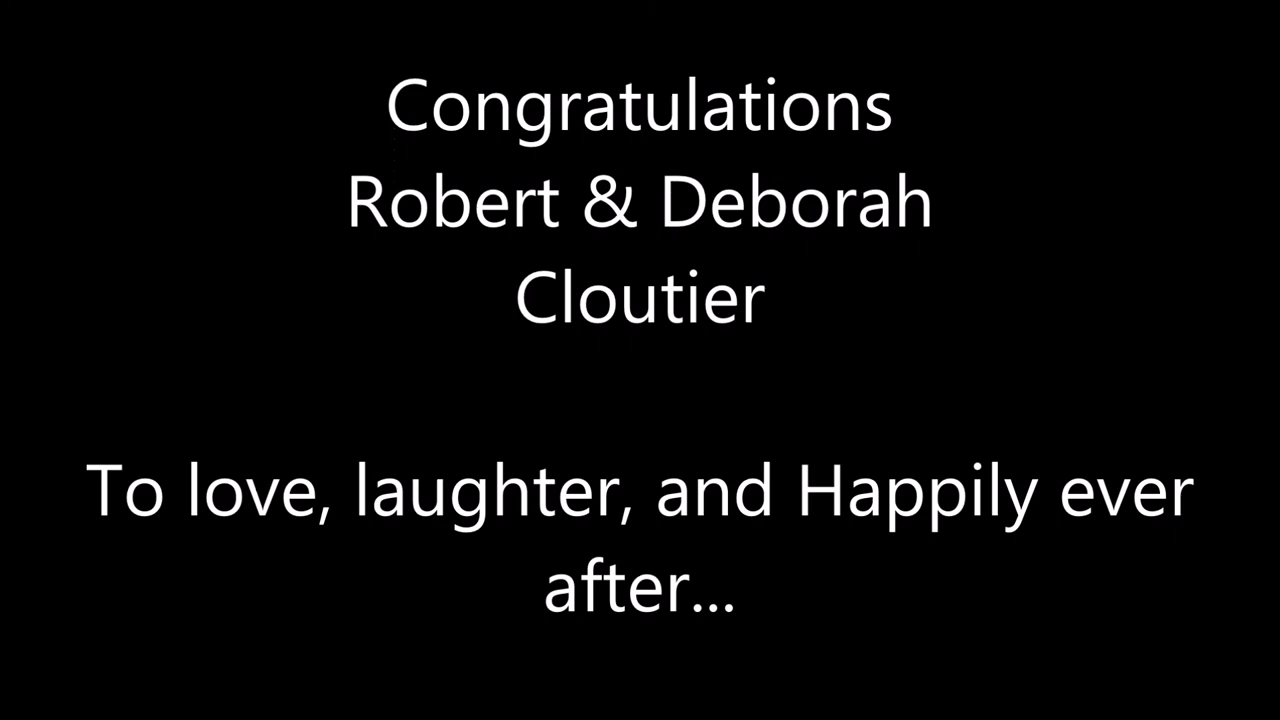 Congratulations
Robert & Deborah
Cloutier
To love, laughter, and Happily ever
after...